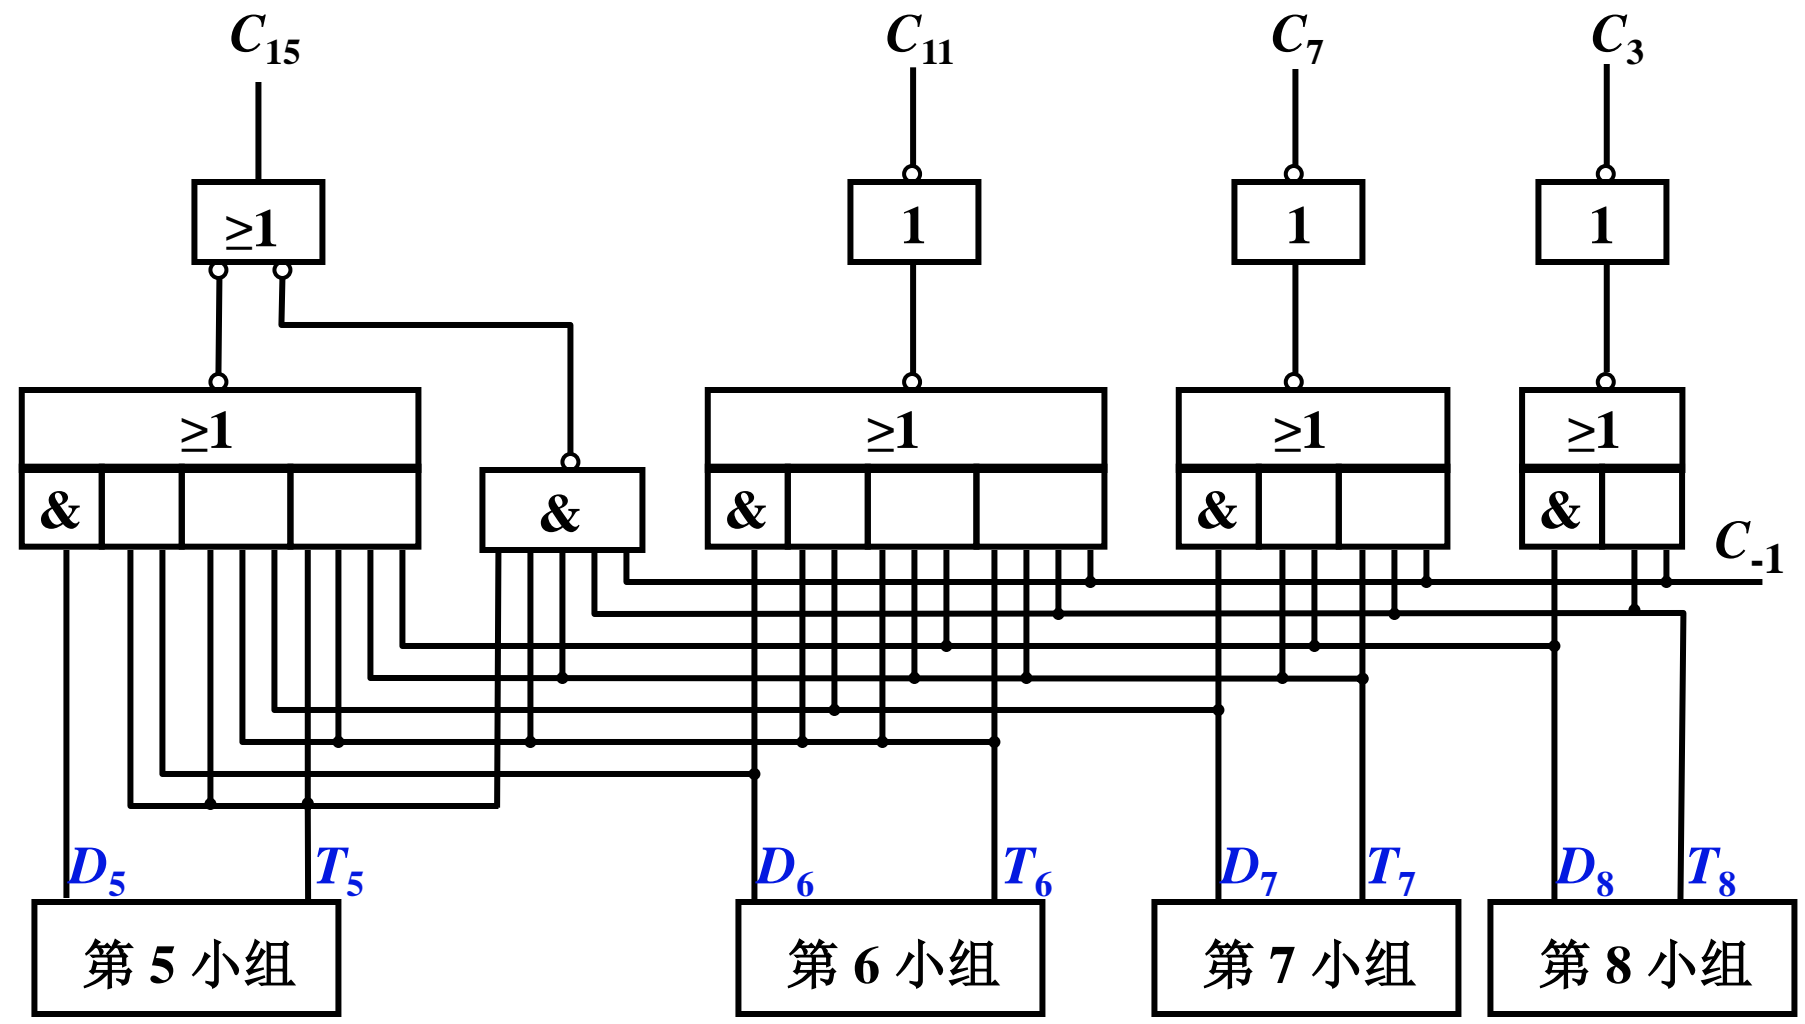 C15 C11 C7 C3
≥1 1 1 1
≥1 ≥1 ≥1 ≥1
& & & & &
C-1
D5 T5 D6 T6 D7 T7 D8 T8
第 5 小组 第 6 小组 第 7 小组 第 8 小组